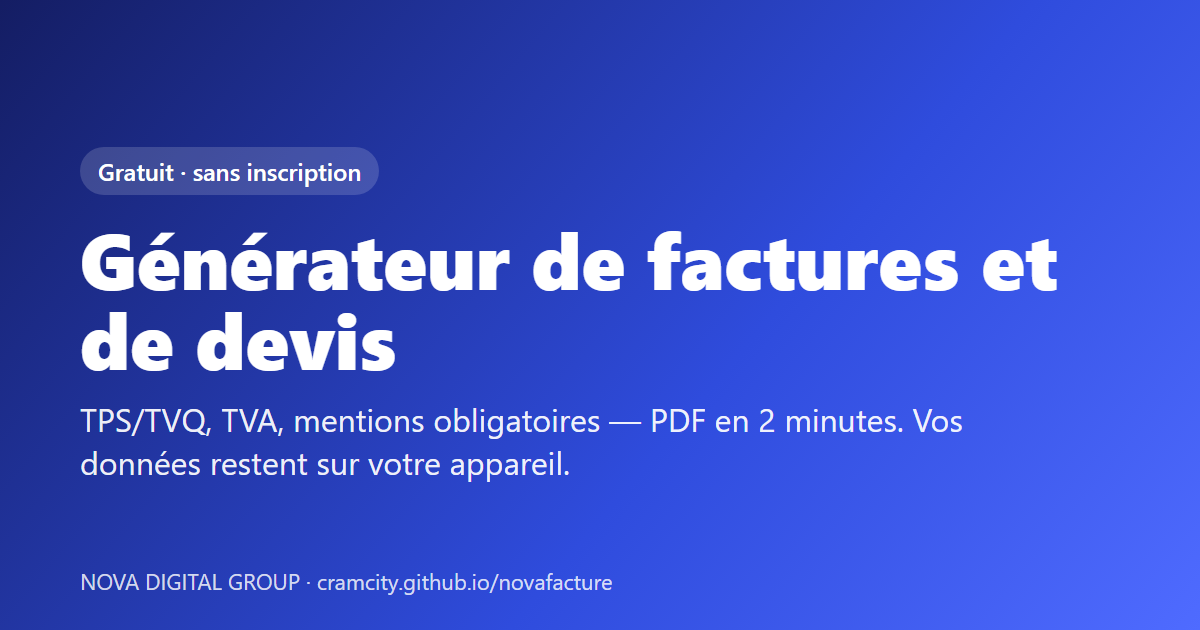 Gratuit · sans inscription
Générateur de factures et
de devis
TPS/TVQ, TVA, mentions obligatoires — PDF en 2 minutes. Vos
données restent sur votre appareil.
NOVA DIGITAL GROUP · cramcity.github.io/novafacture